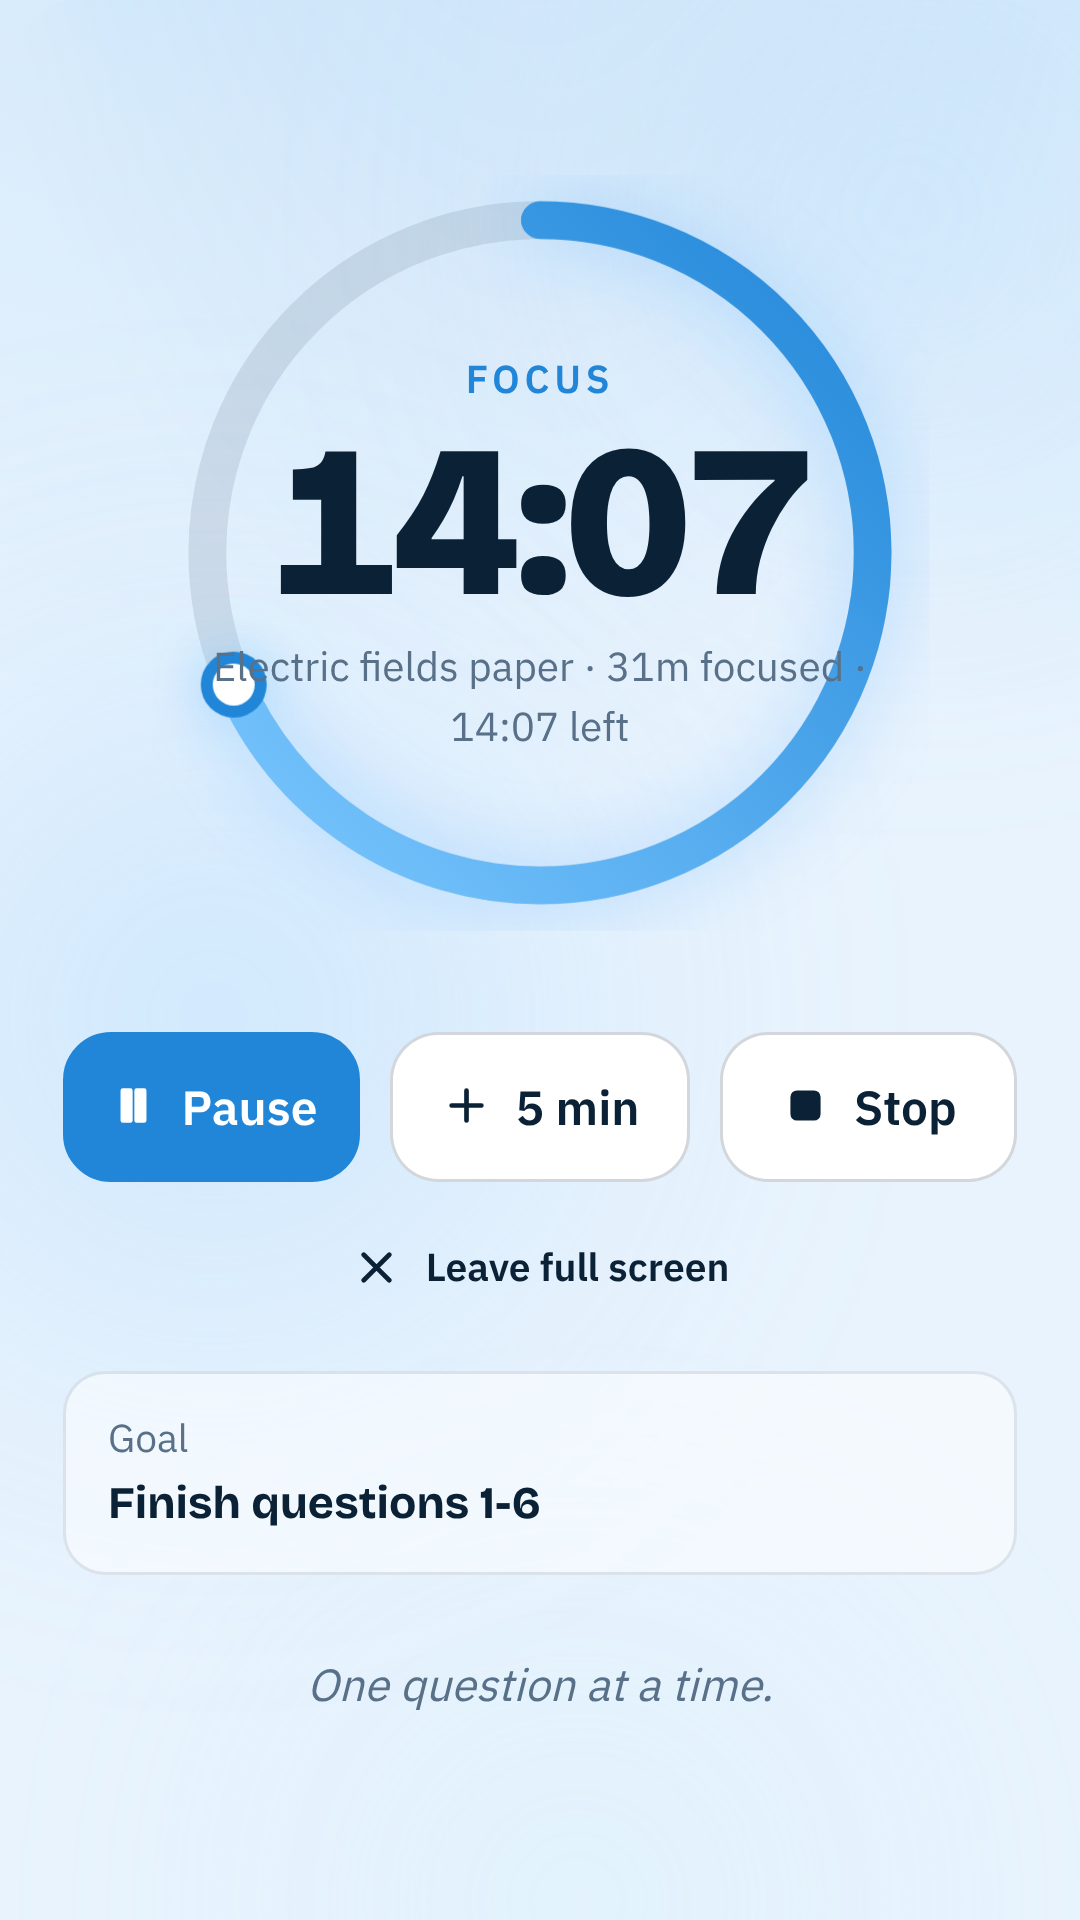 FOCUS
14:07
Electric fields paper · 31m focused ·
14:07 left
Pause
5 min
Stop
Leave full screen
Goal
Finish questions 1-6
One question at a time.